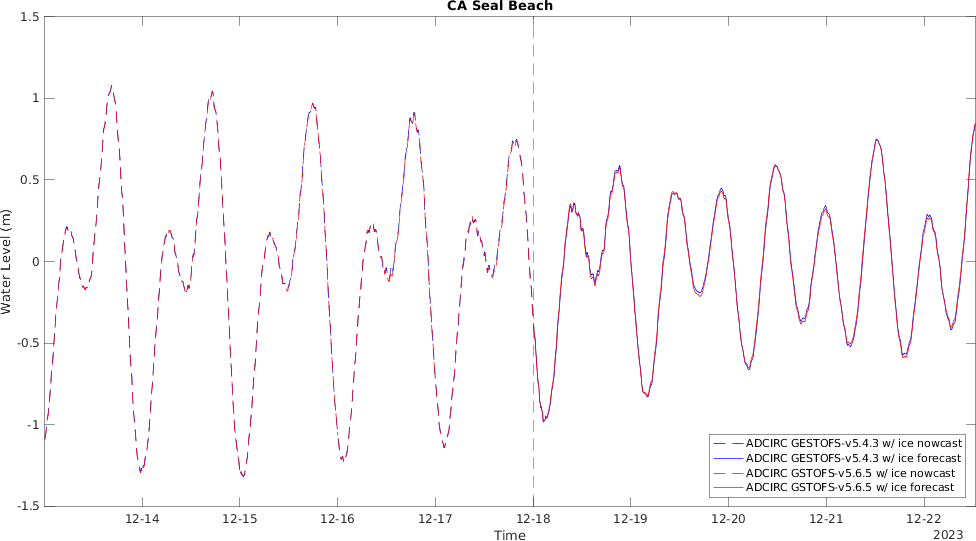 CA Seal Beach
1.5
1
0.5
0
-0.5
-1
-1.5
Water Level (m)
12-14 12-15 12-16 12-17 12-18 12-19 12-20 12-21 12-22
Time
2023
ADCIRC GESTOFS-v5.4.3 w/ ice nowcast
ADCIRC GESTOFS-v5.4.3 w/ ice forecast
ADCIRC GSTOFS-v5.6.5 w/ ice nowcast
ADCIRC GSTOFS-v5.6.5 w/ ice forecast